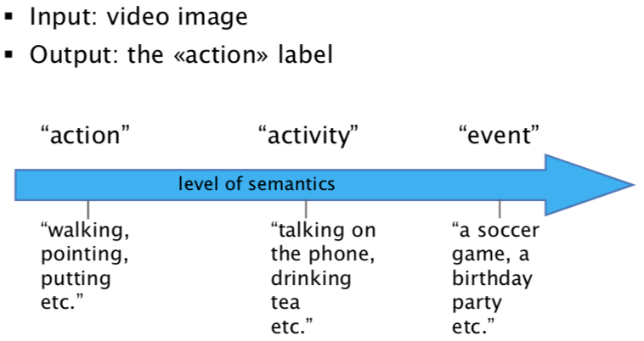 ▪ Input: video image
▪ Output: the «action» label
“action” “activity” “event”
level of semantics
“walking,
pointing,
putting
etc.”
“talking on
the phone,
drinking
tea
etc.”
“a soccer
game, a
birthday
party
etc.”